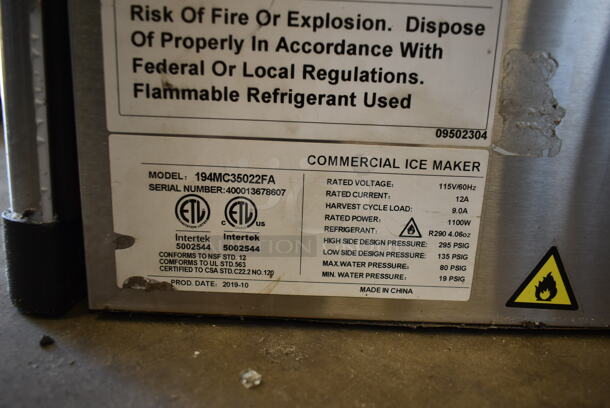 Risk Of Fire Or Explosion. Dispose
Of Properly In Accordance With
Federal Or Local Regulations.
Flammable Refrigerant Used
09502304
COMMERCIAL ICE MAKER
MODEL: 194MC35022FA
SERIAL NUMBER:400013678607
ETL
C ETL US
Intertek
5002544
Intertek
5002544
CONFORMS TO NSF STD. 12
CONFORMS TO UL STD.563
CERTIFIED TO CSA STD.C22.2 NO.120
PROD. DATE: 2019-10
RATED VOLTAGE: 115V/60Hz
RATED CURRENT: 12A
HARVEST CYCLE LOAD: 9.0A
RATED POWER: 1100W
REFRIGERANT: R290 4.06oz
HIGH SIDE DESIGN PRESSURE: 295 PSIG
LOW SIDE DESIGN PRESSURE: 135 PSIG
MAX.WATER PRESSURE: 80 PSIG
MIN. WATER PRESSURE: 19 PSIG
MADE IN CHINA